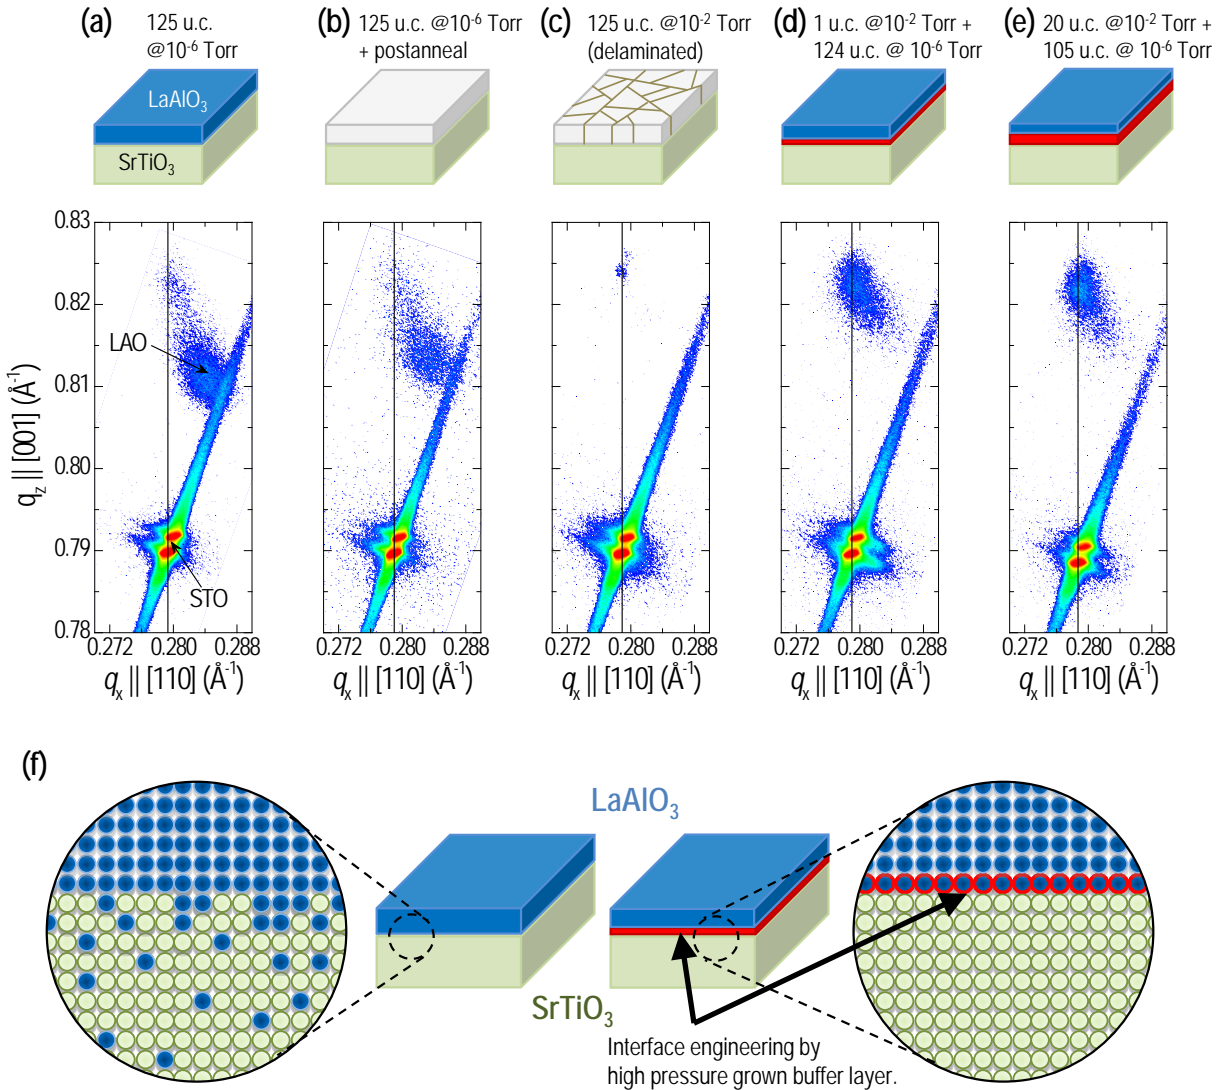 (a) 125 u.c.
@10⁻⁶ Torr
(b) 125 u.c. @10⁻⁶ Torr
+ postanneal
(c) 125 u.c. @10⁻² Torr
(delaminated)
(d) 1 u.c. @10⁻² Torr +
124 u.c. @ 10⁻⁶ Torr
(e) 20 u.c. @10⁻² Torr +
105 u.c. @ 10⁻⁶ Torr
LaAlO₃
SrTiO₃
0.83
0.82
0.81
0.80
0.79
0.78
q_z || [001] (Å⁻¹)
LAO
STO
0.272 0.280 0.288
0.272 0.280 0.288
0.272 0.280 0.288
0.272 0.280 0.288
0.272 0.280 0.288
qₓ || [110] (Å⁻¹)
qₓ || [110] (Å⁻¹)
qₓ || [110] (Å⁻¹)
qₓ || [110] (Å⁻¹)
qₓ || [110] (Å⁻¹)
(f)
LaAlO₃
SrTiO₃
Interface engineering by
high pressure grown buffer layer.